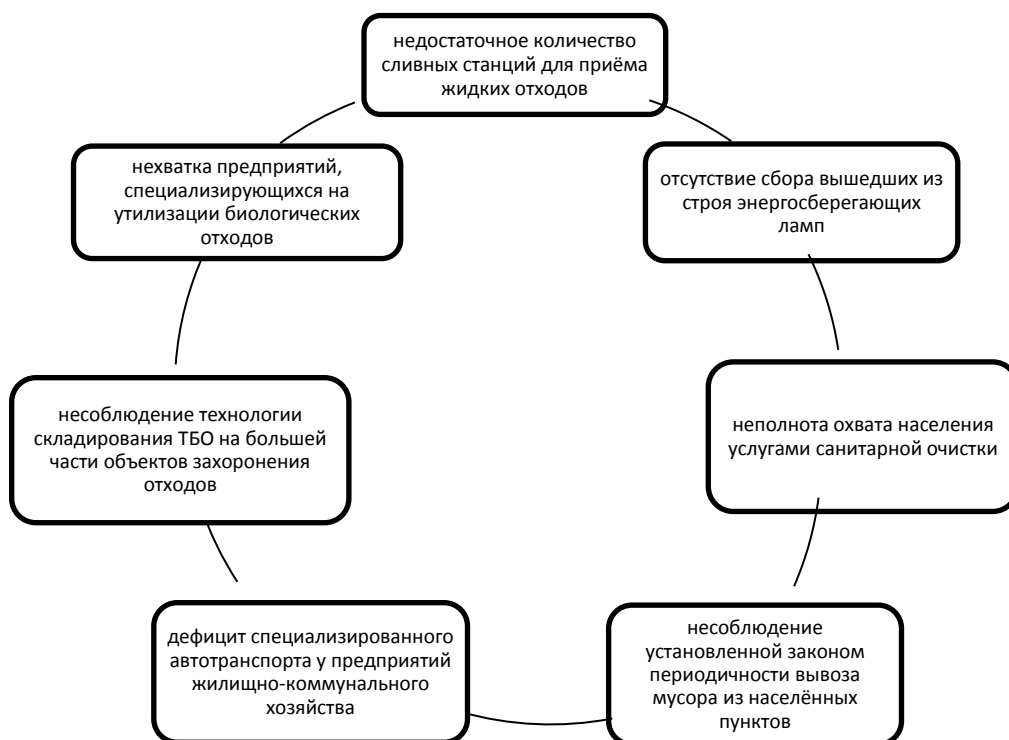 недостаточное количество
сливных станций для приёма
жидких отходов
отсутствие сбора вышедших из
строя энергосберегающих
ламп
неполнота охвата населения
услугами санитарной очистки
несоблюдение
установленной законом
периодичности вывоза
мусора из населённых
пунктов
дефицит специализированного
автотранспорта у предприятий
жилищно-коммунального
хозяйства
несоблюдение технологии
складирования ТБО на большей
части объектов захоронения
отходов
нехватка предприятий,
специализирующихся на
утилизации биологических
отходов